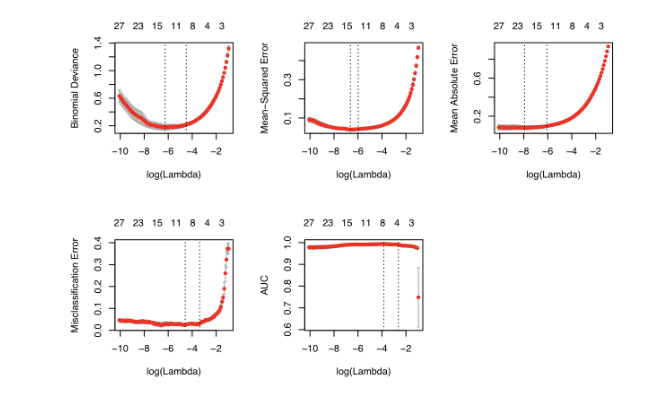 27 23 15 11 8 4 3
Binomial Deviance
1.4
1.0
0.6
0.2
−10 −8 −6 −4 −2
log(Lambda)
27 23 15 11 8 4 3
Mean−Squared Error
0.3
0.1
−10 −8 −6 −4 −2
log(Lambda)
27 23 15 11 8 4 3
Mean Absolute Error
0.6
0.2
−10 −8 −6 −4 −2
log(Lambda)
27 23 15 11 8 4 3
Misclassification Error
0.4
0.3
0.2
0.1
0.0
−10 −8 −6 −4 −2
log(Lambda)
27 23 15 11 8 4 3
AUC
1.0
0.9
0.8
0.7
0.6
−10 −8 −6 −4 −2
log(Lambda)